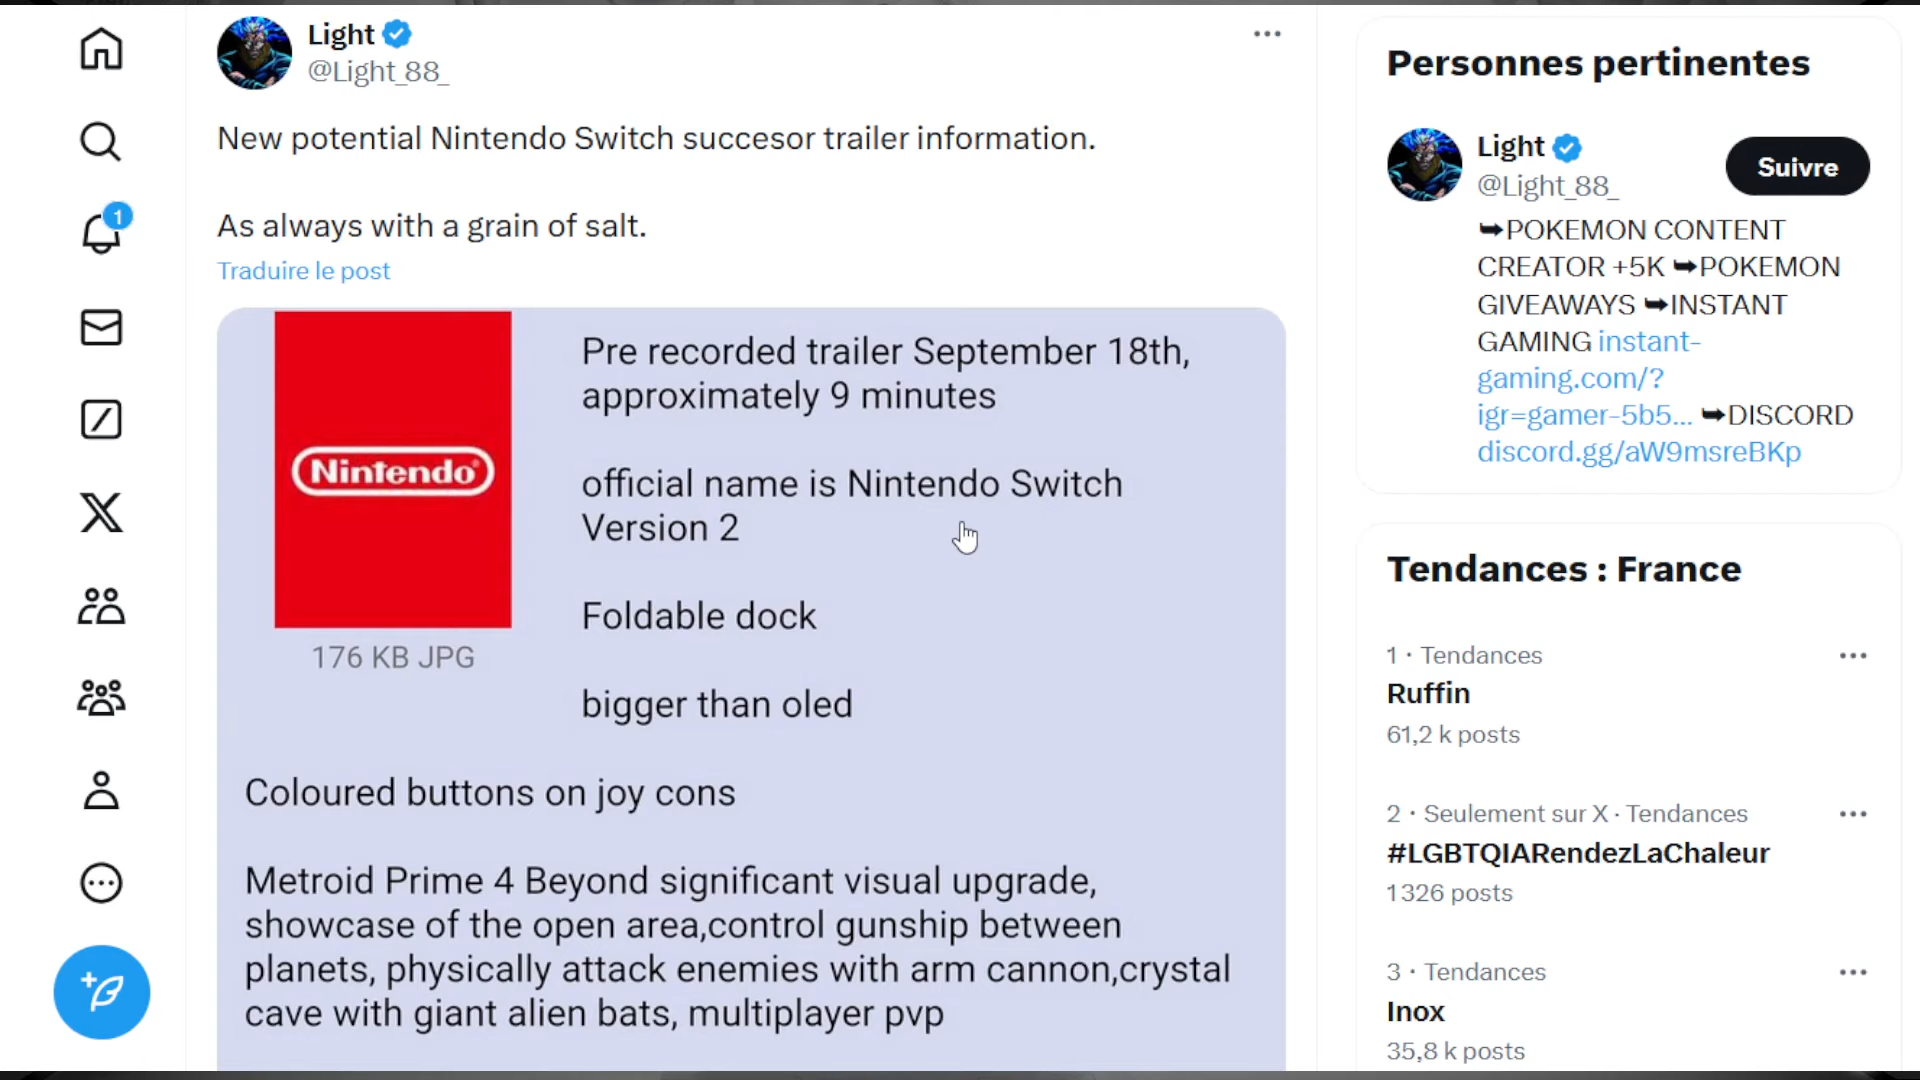 Light
@Light_88_
New potential Nintendo Switch succesor trailer information.
As always with a grain of salt.
Traduire le post
Nintendo®
176 KB JPG
Pre recorded trailer September 18th,
approximately 9 minutes
official name is Nintendo Switch
Version 2
Foldable dock
bigger than oled
Coloured buttons on joy cons
Metroid Prime 4 Beyond significant visual upgrade,
showcase of the open area,control gunship between
planets, physically attack enemies with arm cannon,crystal
cave with giant alien bats, multiplayer pvp
1
Personnes pertinentes
Light
@Light_88_
Suivre
➥POKEMON CONTENT
CREATOR +5K ➥POKEMON
GIVEAWAYS ➥INSTANT
GAMING instant-
gaming.com/?
igr=gamer-5b5... ➥DISCORD
discord.gg/aW9msreBKp
Tendances : France
1 · Tendances
Ruffin
61,2 k posts
2 · Seulement sur X · Tendances
#LGBTQIARendezLaChaleur
1 326 posts
3 · Tendances
Inox
35,8 k posts